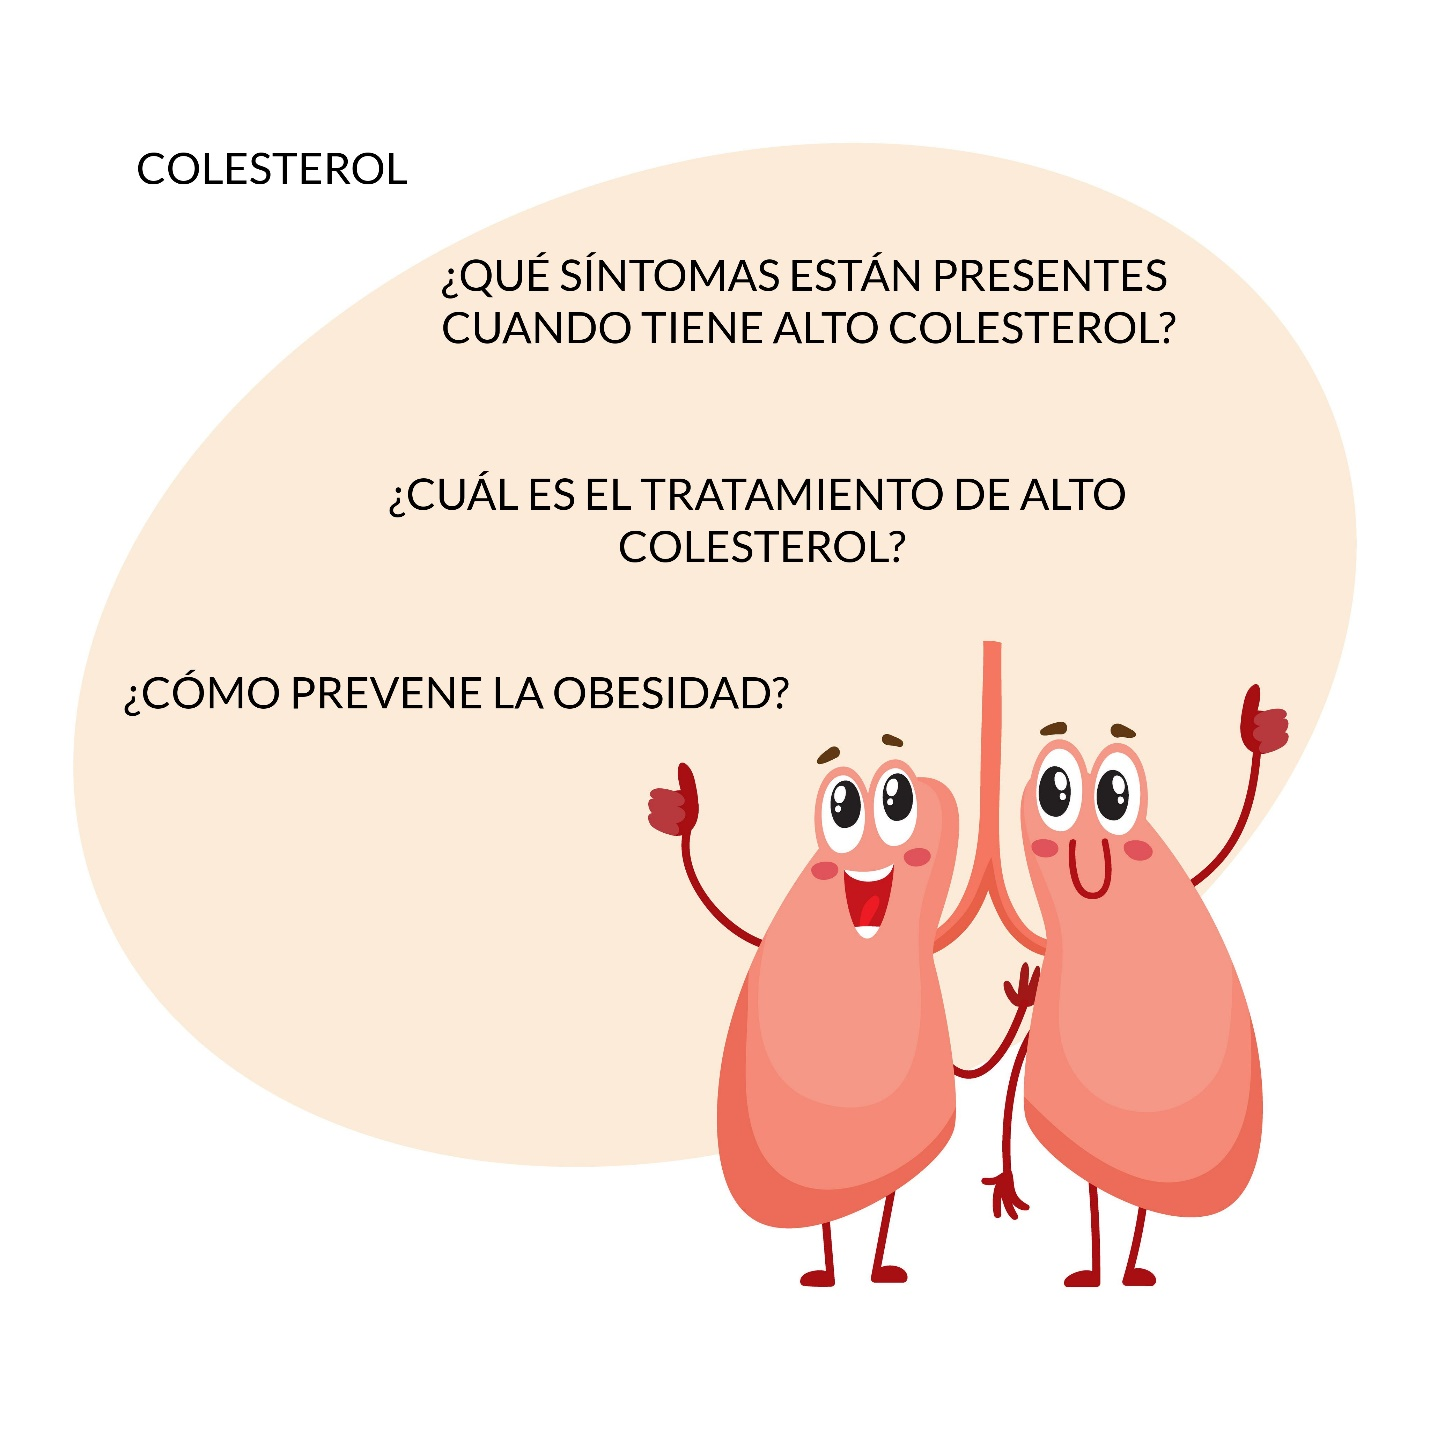 COLESTEROL
¿QUÉ SÍNTOMAS ESTÁN PRESENTES
CUANDO TIENE ALTO COLESTEROL?
¿CUÁL ES EL TRATAMIENTO DE ALTO
COLESTEROL?
¿CÓMO PREVENE LA OBESIDAD?